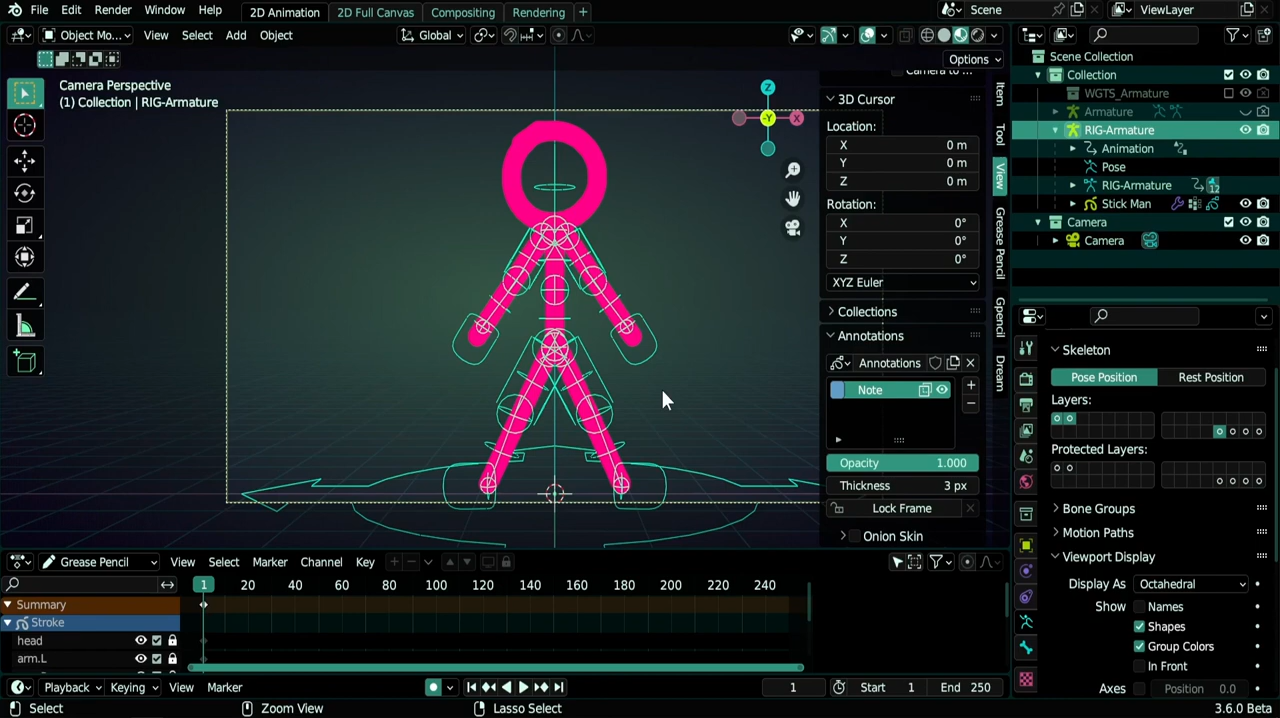 File Edit Render Window Help 2D Animation 2D Full Canvas Compositing Rendering + Scene ViewLayer
Object Mo... View Select Add Object Global
Options
Camera Perspective
(1) Collection | RIG-Armature
Z
-Y X
Camera to ...
3D Cursor
Location:
X 0 m
Y 0 m
Z 0 m
Rotation:
X 0°
Y 0°
Z 0°
XYZ Euler
Collections
Annotations
Annotations
Note
Opacity 1.000
Thickness 3 px
Lock Frame
Onion Skin
Item
Tool
View
Grease Pencil
Gpencil
Dream
Scene Collection
Collection
WGTS_Armature
Armature
RIG-Armature
Animation
Pose
RIG-Armature 12
Stick Man
Camera
Camera
Skeleton
Pose Position Rest Position
Layers:
Protected Layers:
Bone Groups
Motion Paths
Viewport Display
Display As Octahedral
Show Names
Shapes
Group Colors
In Front
Axes Position 0.0
Grease Pencil View Select Marker Channel Key
1 20 40 60 80 100 120 140 160 180 200 220 240
Summary
Stroke
head
arm.L
Playback Keying View Marker 1 Start 1 End 250
Select Zoom View Lasso Select 3.6.0 Beta